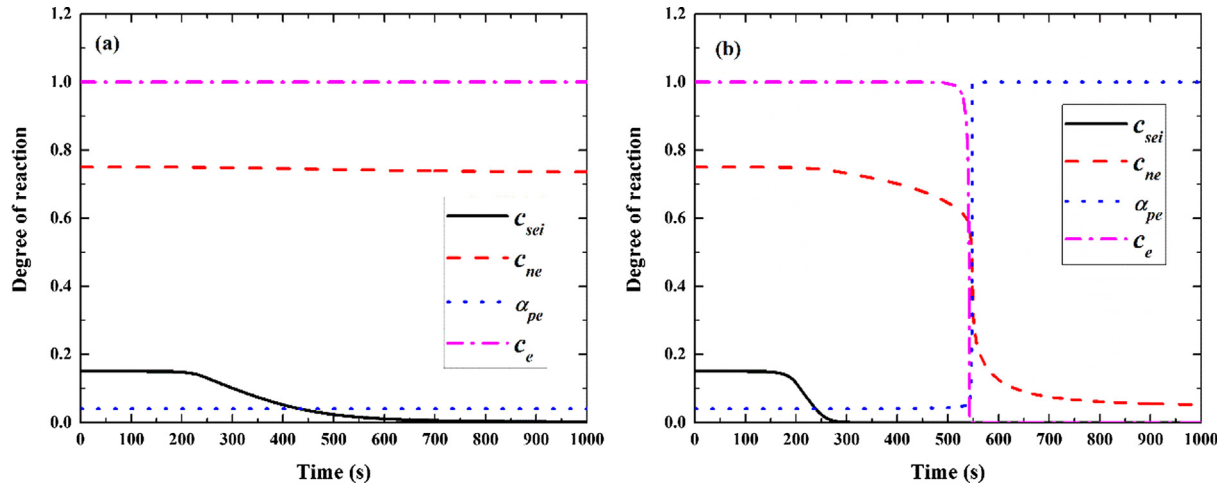 (a)
Degree of reaction
1.2
1.0
0.8
0.6
0.4
0.2
0.0
c_sei
c_ne
α_pe
c_e
0 100 200 300 400 500 600 700 800 900 1000
Time (s)
(b)
Degree of reaction
1.2
1.0
0.8
0.6
0.4
0.2
0.0
c_sei
c_ne
α_pe
c_e
0 100 200 300 400 500 600 700 800 900 1000
Time (s)